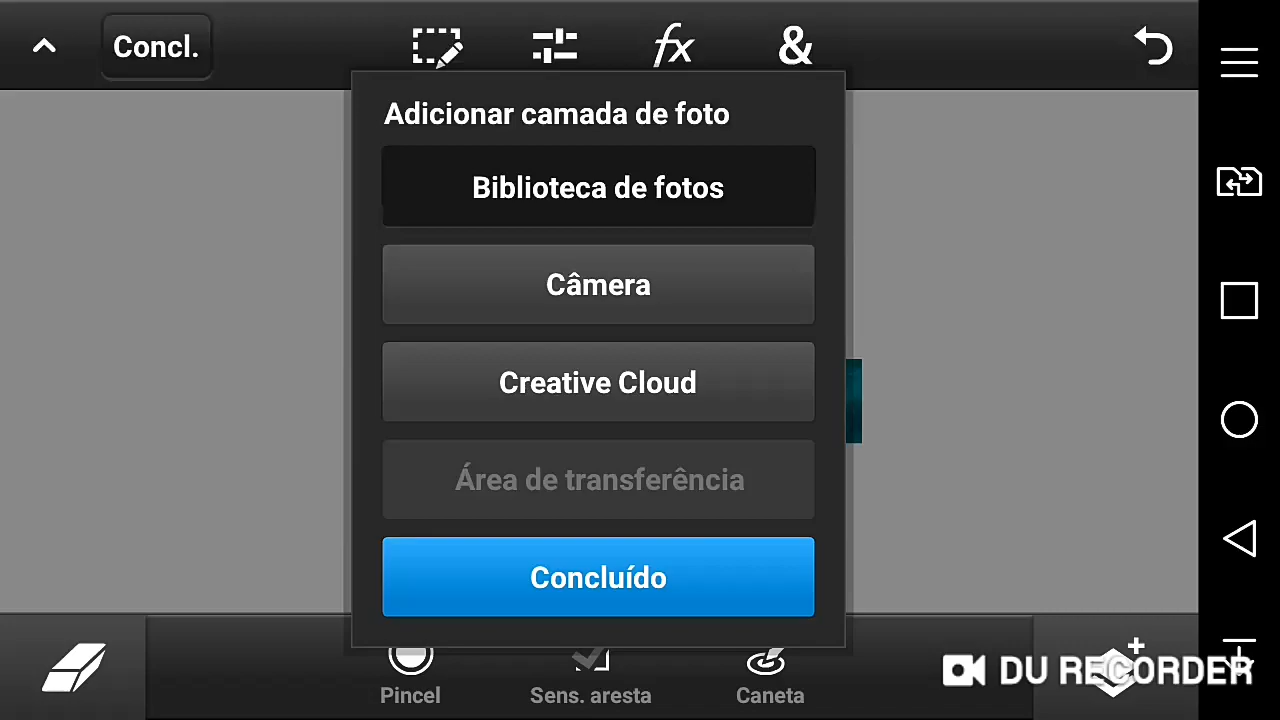 Concl.
fx
&
Adicionar camada de foto
Biblioteca de fotos
Câmera
Creative Cloud
Área de transferência
Concluído
Pincel
Sens. aresta
Caneta
DU RECORDER